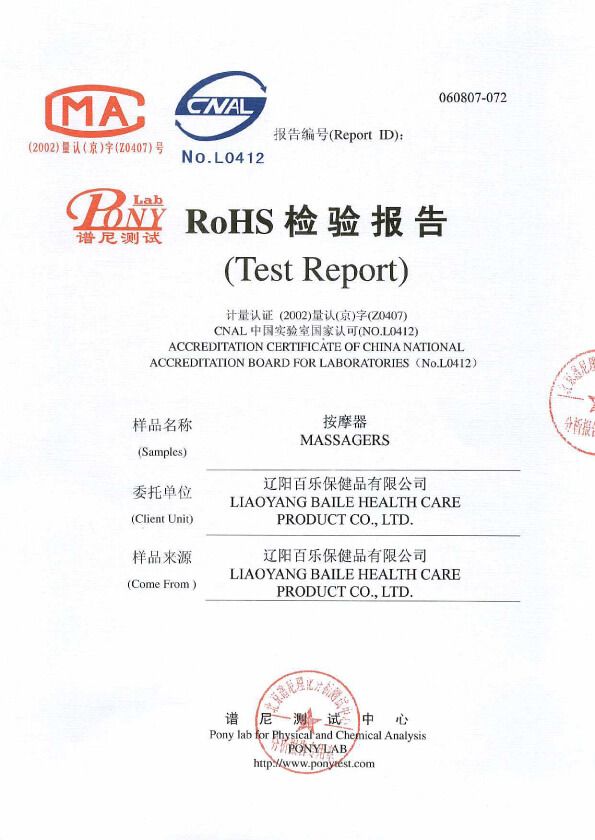 060807-072
MA
CNAL
报告编号(Report ID):
(2002)量认(京)字(Z0407)号
No.L0412
PONY Lab
谱尼测试
RoHS 检验报告
(Test Report)
计量认证 (2002)量认(京)字(Z0407)
CNAL 中国实验室国家认可(NO.L0412)
ACCREDITATION CERTIFICATE OF CHINA NATIONAL
ACCREDITATION BOARD FOR LABORATORIES（No.L0412）
样品名称
(Samples)
按摩器
MASSAGERS
委托单位
(Client Unit)
辽阳百乐保健品有限公司
LIAOYANG BAILE HEALTH CARE
PRODUCT CO., LTD.
样品来源
(Come From )
辽阳百乐保健品有限公司
LIAOYANG BAILE HEALTH CARE
PRODUCT CO., LTD.
谱尼测试中心
Pony lab for Physical and Chemical Analysis
PONY LAB
http://www.ponytest.com